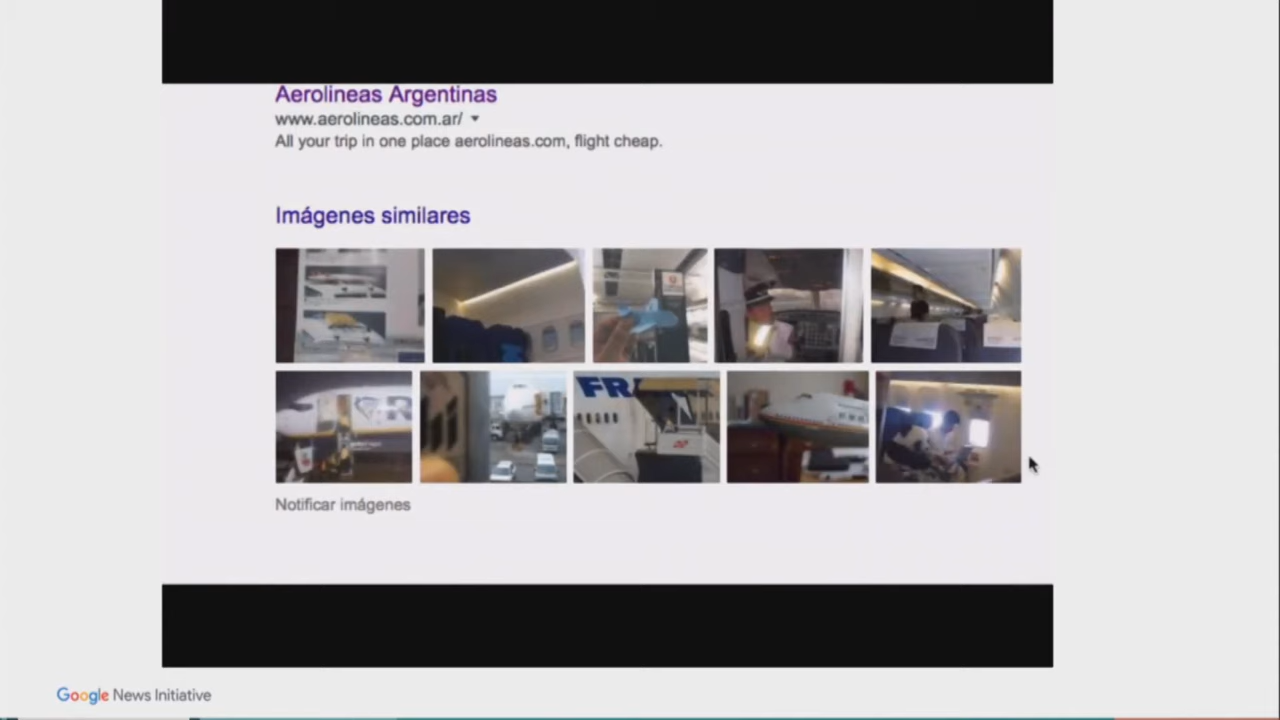 Aerolineas Argentinas
www.aerolineas.com.ar/
All your trip in one place aerolineas.com, flight cheap.
Imágenes similares
FR
Notificar imágenes
Google News Initiative